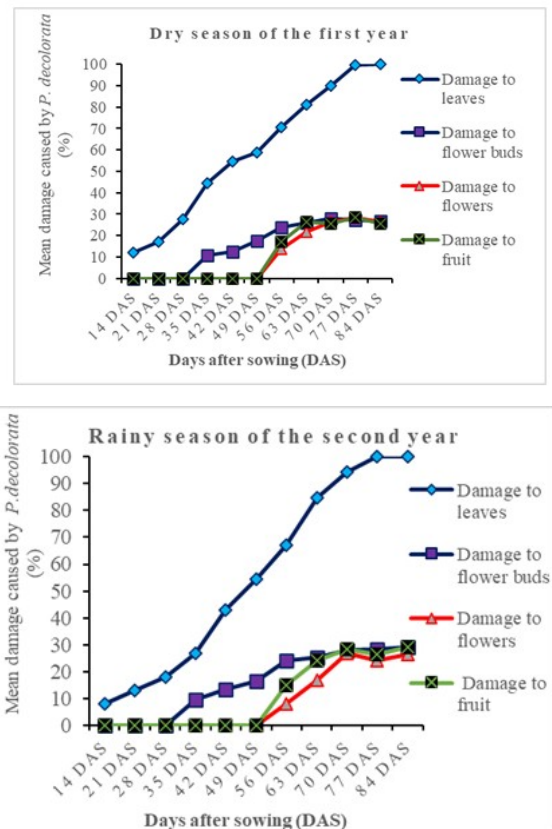 Dry season of the first year
Mean damage caused by P. decolorata
(%)
100
90
80
70
60
50
40
30
20
10
0
14 DAS
21 DAS
28 DAS
35 DAS
42 DAS
49 DAS
56 DAS
63 DAS
70 DAS
77 DAS
84 DAS
Days after sowing (DAS)
Damage to
leaves
Damage to
flower buds
Damage to
flowers
Damage to
fruit
Rainy season of the second year
Mean damage caused by P.decolorata
(%)
100
90
80
70
60
50
40
30
20
10
0
14 DAS
21 DAS
28 DAS
35 DAS
42 DAS
49 DAS
56 DAS
63 DAS
70 DAS
77 DAS
84 DAS
Days after sowing (DAS)
Damage to
leaves
Damage to
flower buds
Damage to
flowers
Damage to
fruit